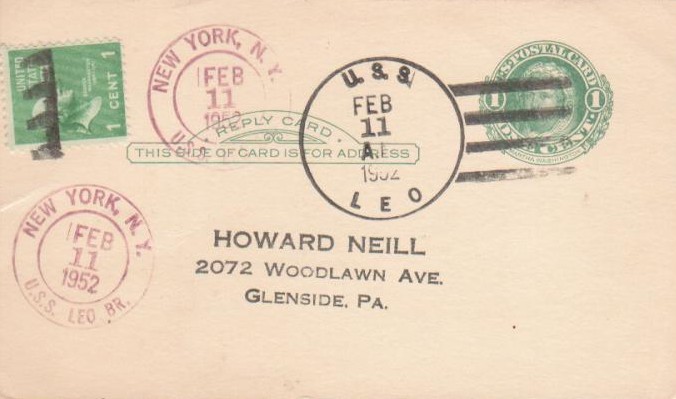 UNITED
STATES
1 CENT 1
NEW YORK, N.Y.
FEB
11
1952
U.S.S.
U.S.S.
FEB
11
A
1952
LEO
U.S. POSTAL CARD
1 1
REPLY CARD
THIS SIDE OF CARD IS FOR ADDRESS
NEW YORK, N.Y.
FEB
11
1952
U.S.S. LEO BR.
HOWARD NEILL
2072 WOODLAWN AVE.
GLENSIDE, PA.